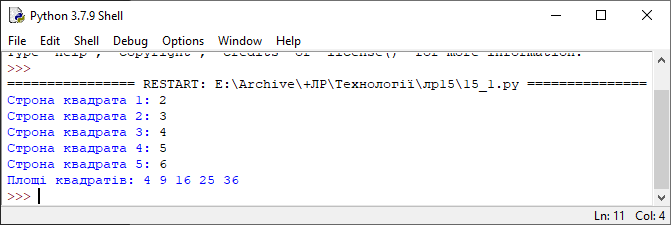 Python 3.7.9 Shell
File Edit Shell Debug Options Window Help
Type "help", "copyright", "credits" or "license()" for more information.
>>>
=============== RESTART: E:\Archive\+ЛР\Технології\лр15\15_1.py ===============
Строна квадрата 1: 2
Строна квадрата 2: 3
Строна квадрата 3: 4
Строна квадрата 4: 5
Строна квадрата 5: 6
Площі квадратів: 4 9 16 25 36
>>>
Ln: 11 Col: 4